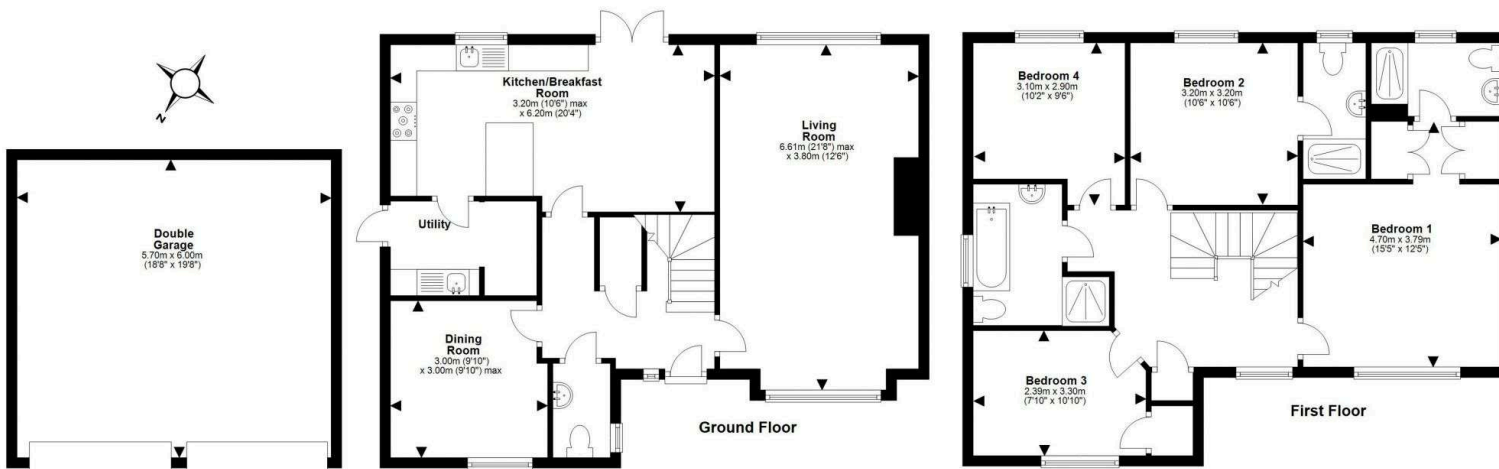 N
Double
Garage
5.70m x 6.00m
(18'8" x 19'8")
Kitchen/Breakfast
Room
3.20m (10'6") max
x 6.20m (20'4")
Living
Room
6.61m (21'8") max
x 3.80m (12'6")
Utility
Dining
Room
3.00m (9'10")
x 3.00m (9'10") max
Ground Floor
Bedroom 4
3.10m x 2.90m
(10'2" x 9'6")
Bedroom 2
3.20m x 3.20m
(10'6" x 10'6")
Bedroom 1
4.70m x 3.79m
(15'5" x 12'5")
Bedroom 3
2.39m x 3.30m
(7'10" x 10'10")
First Floor